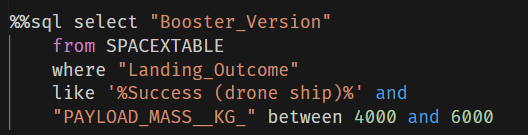 %%sql select "Booster_Version"
from SPACEXTABLE
where "Landing_Outcome"
like '%Success (drone ship)%' and
"PAYLOAD_MASS__KG_" between 4000 and 6000